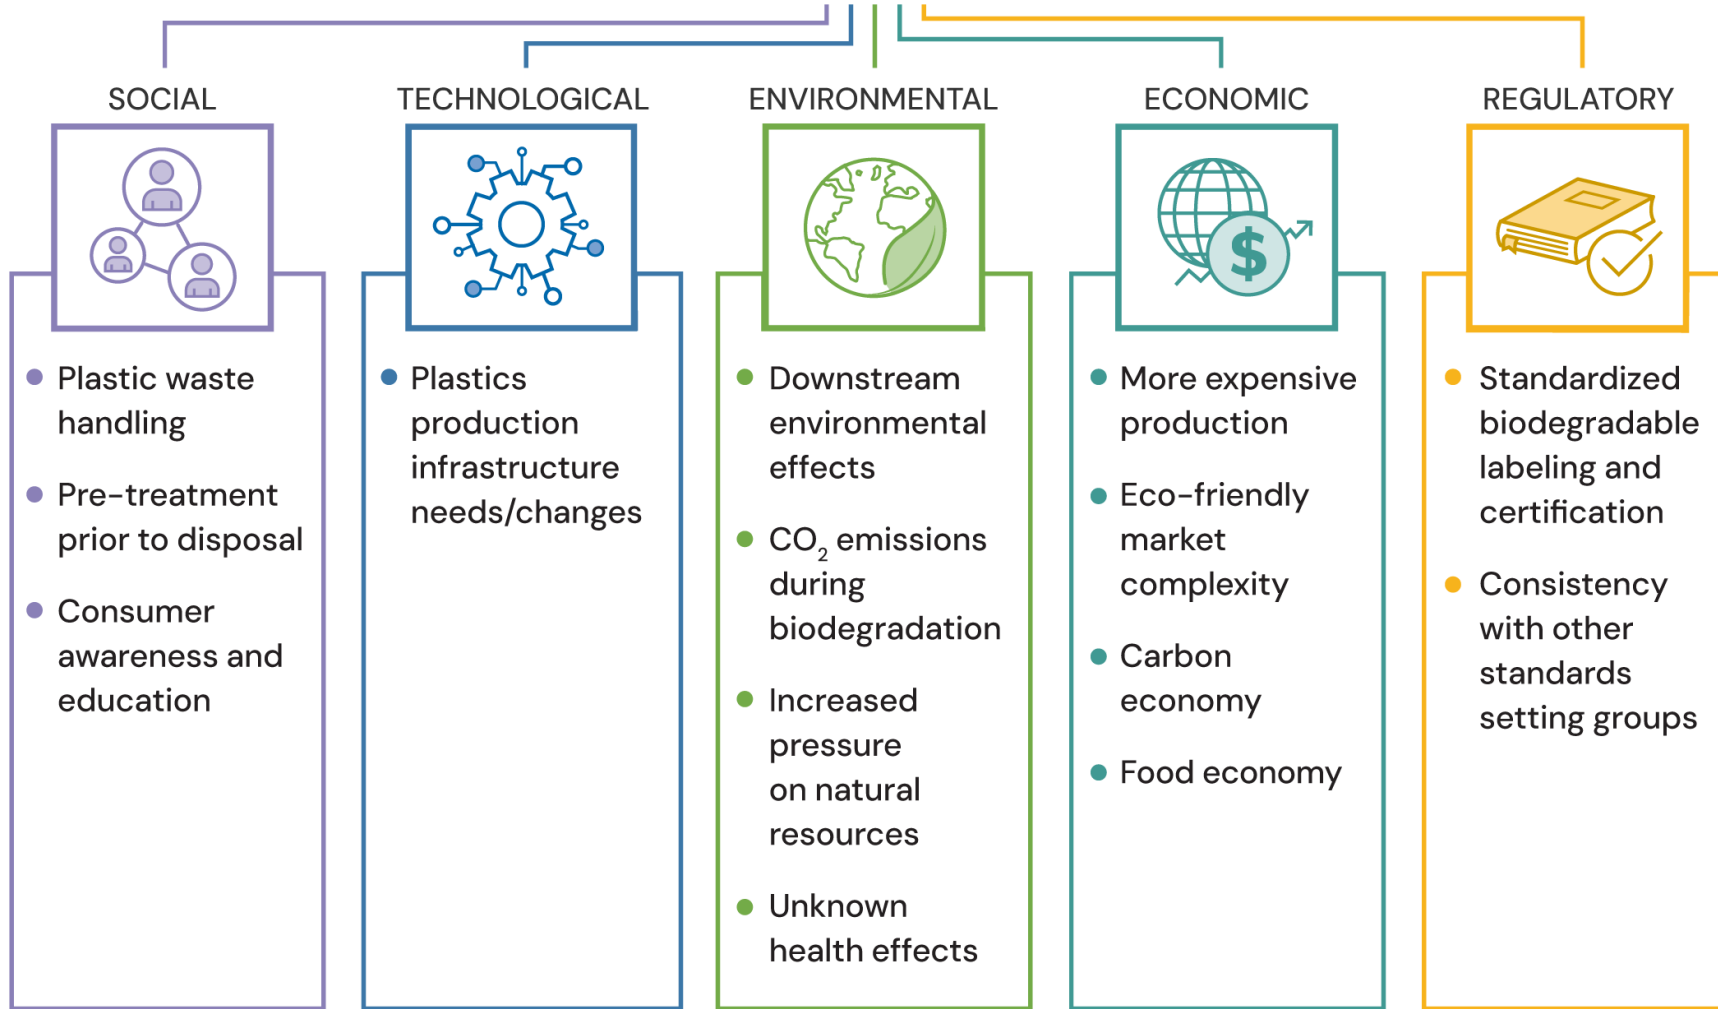 SOCIAL
Plastic waste
handling
Pre-treatment
prior to disposal
Consumer
awareness and
education
TECHNOLOGICAL
Plastics
production
infrastructure
needs/changes
ENVIRONMENTAL
Downstream
environmental
effects
CO₂ emissions
during
biodegradation
Increased
pressure
on natural
resources
Unknown
health effects
ECONOMIC
$
More expensive
production
Eco-friendly
market
complexity
Carbon
economy
Food economy
REGULATORY
Standardized
biodegradable
labeling and
certification
Consistency
with other
standards
setting groups